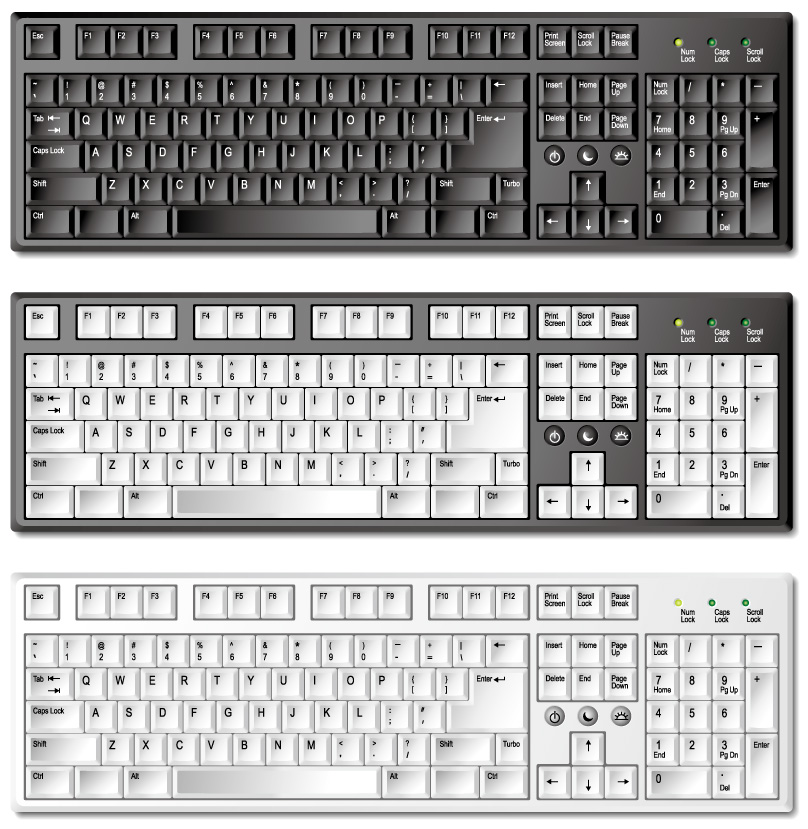 Esc F1 F2 F3 F4 F5 F6 F7 F8 F9 F10 F11 F12 Print Scroll Pause
Screen Lock Break Num Caps Scroll
Lock Lock Lock
~ ! @ # $ % ^ & * ( ) — + | ← Insert Home Page Num / * —
` 1 2 3 4 5 6 7 8 9 0 - = \ Up Lock
Tab Q W E R T Y U I O P { } Enter Delete End Page 7 8 9 +
[ ] Down Home Pg Up
Caps Lock A S D F G H J K L : " 4 5 6
; ,
Shift Z X C V B N M < > ? Shift Turbo ↑ 1 2 3 Enter
, . / End Pg Dn
Ctrl Alt Alt Ctrl ← ↓ → 0 .
Del
Esc F1 F2 F3 F4 F5 F6 F7 F8 F9 F10 F11 F12 Print Scroll Pause
Screen Lock Break Num Caps Scroll
Lock Lock Lock
~ ! @ # $ % ^ & * ( ) — + | ← Insert Home Page Num / * —
` 1 2 3 4 5 6 7 8 9 0 - = \ Up Lock
Tab Q W E R T Y U I O P { } Enter Delete End Page 7 8 9 +
[ ] Down Home Pg Up
Caps Lock A S D F G H J K L : " 4 5 6
; ,
Shift Z X C V B N M < > ? Shift Turbo ↑ 1 2 3 Enter
, . / End Pg Dn
Ctrl Alt Alt Ctrl ← ↓ → 0 .
Del
Esc F1 F2 F3 F4 F5 F6 F7 F8 F9 F10 F11 F12 Print Scroll Pause
Screen Lock Break Num Caps Scroll
Lock Lock Lock
~ ! @ # $ % ^ & * ( ) — + | ← Insert Home Page Num / * —
` 1 2 3 4 5 6 7 8 9 0 - = \ Up Lock
Tab Q W E R T Y U I O P { } Enter Delete End Page 7 8 9 +
[ ] Down Home Pg Up
Caps Lock A S D F G H J K L : " 4 5 6
; ,
Shift Z X C V B N M < > ? Shift Turbo ↑ 1 2 3 Enter
, . / End Pg Dn
Ctrl Alt Alt Ctrl ← ↓ → 0 .
Del